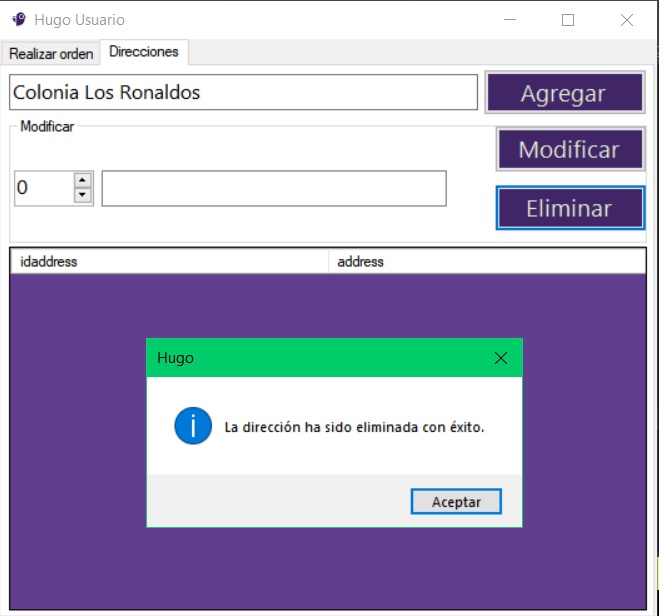 Hugo Usuario
Realizar orden Direcciones
Colonia Los Ronaldos Agregar
Modificar
Modificar
0
Eliminar
idaddress address
Hugo
i
La dirección ha sido eliminada con éxito.
Aceptar